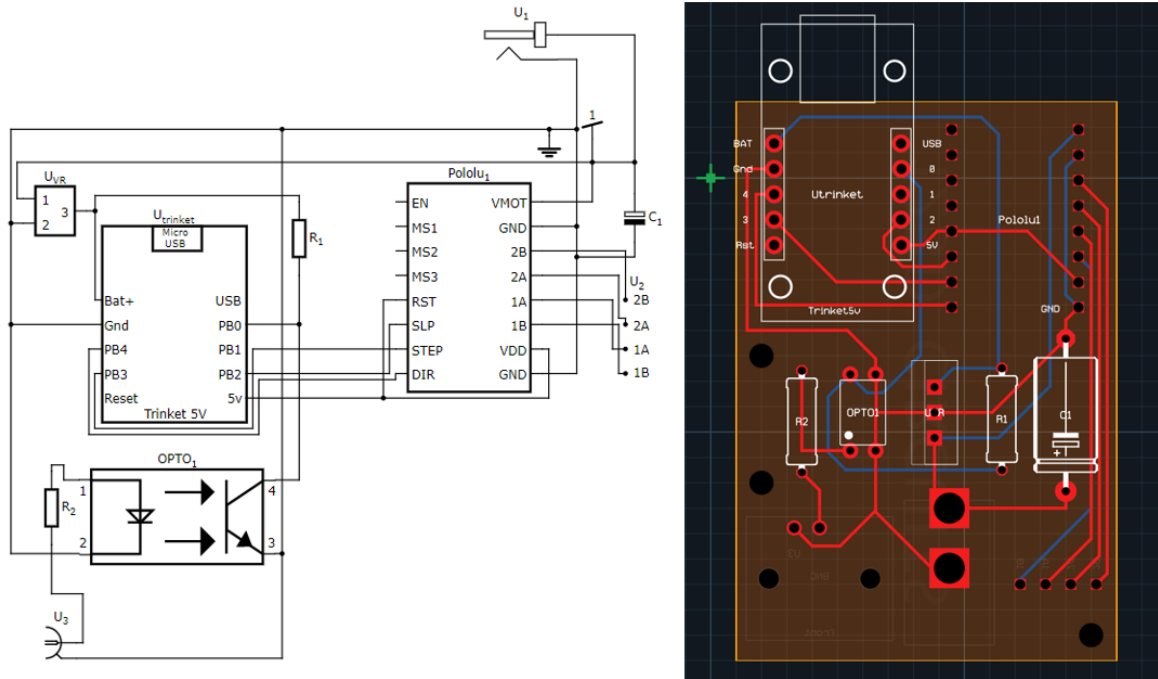 U1
1
UVR
1
2
3
Utrinket
Micro
USB
Bat+
Gnd
PB4
PB3
Reset
USB
PB0
PB1
PB2
5v
Trinket 5V
R1
Pololu1
EN
MS1
MS2
MS3
RST
SLP
STEP
DIR
VMOT
GND
2B
2A
1A
1B
VDD
GND
C1
U2
2B
2A
1A
1B
OPTO1
R2
1
2
4
3
U3
BAT
Gnd
4
3
Rst
USB
0
1
2
5V
Utrinket
Trinket5v
Pololu1
GND
R2
OPTO1
R1
C1
+
U3
BNC
Front